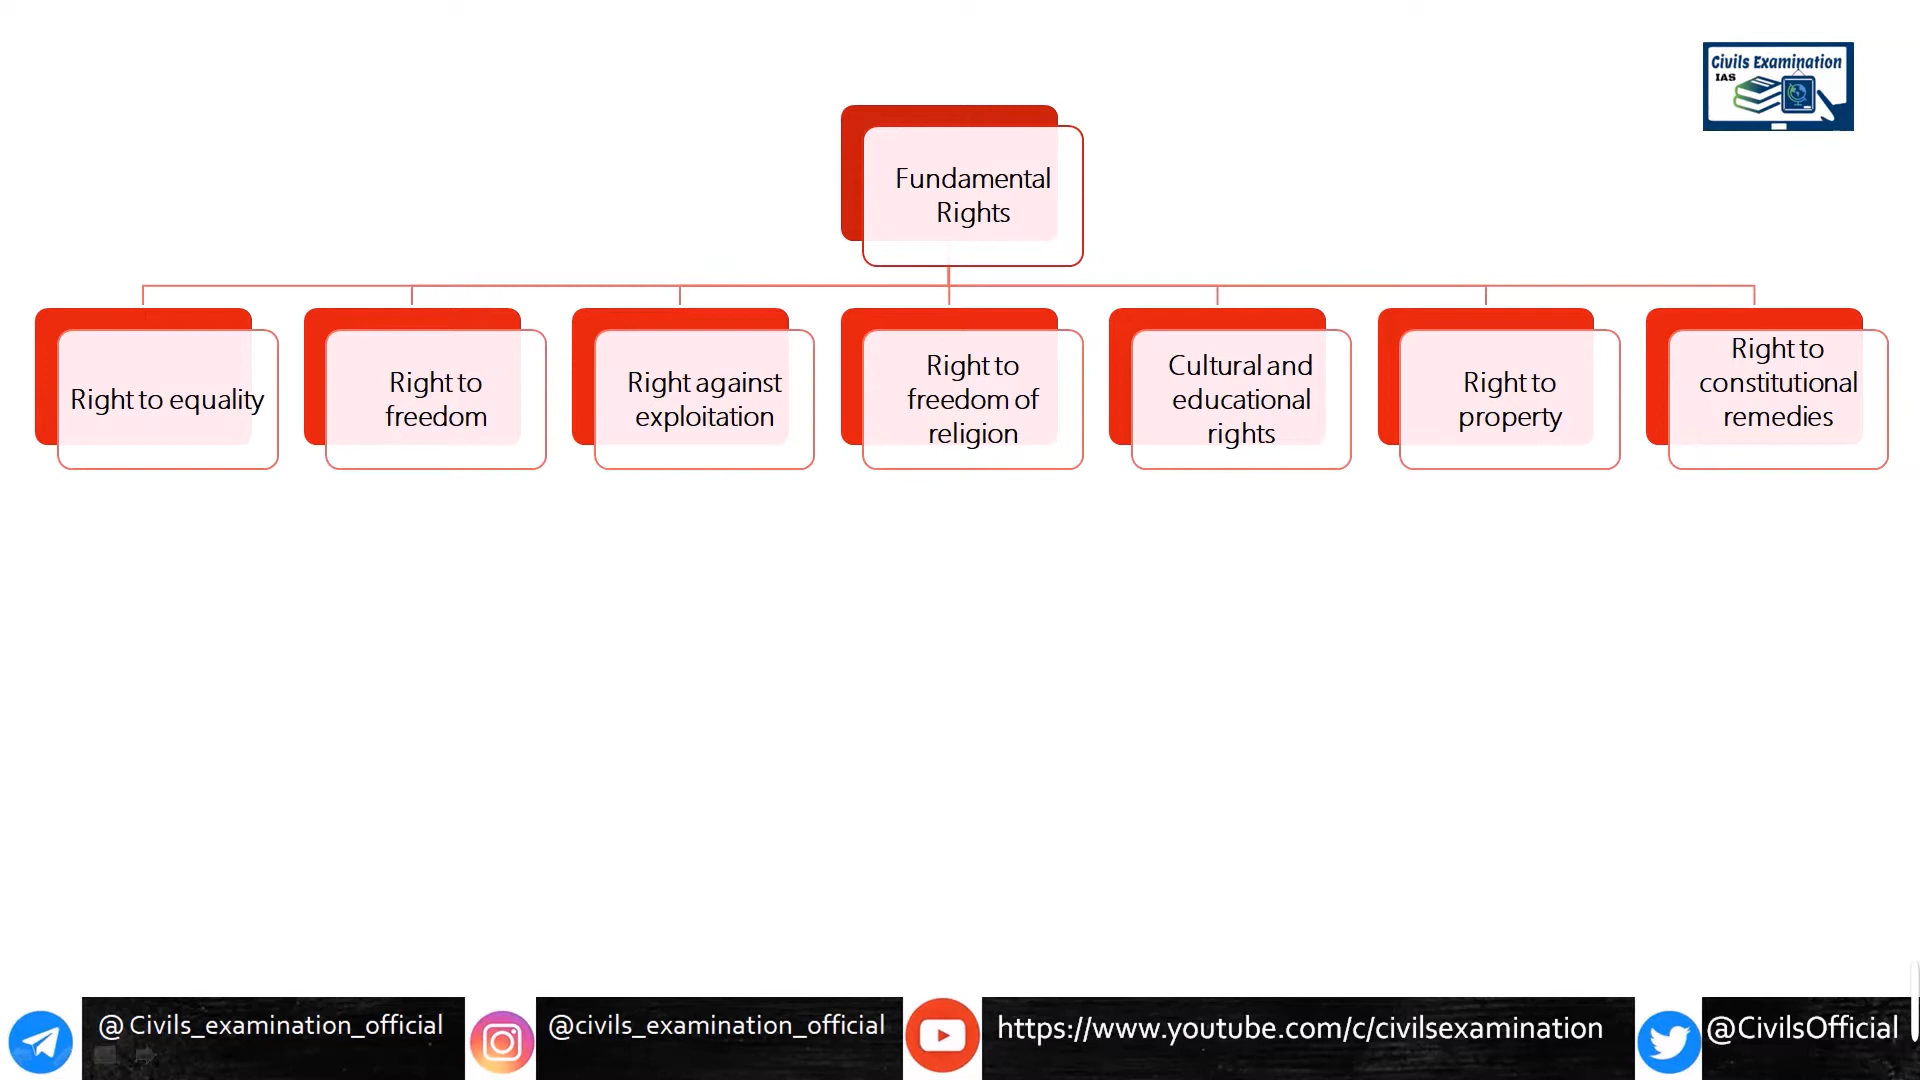 Civils Examination
IAS
Fundamental
Rights
Right to equality
Right to
freedom
Right against
exploitation
Right to
freedom of
religion
Cultural and
educational
rights
Right to
property
Right to
constitutional
remedies
@ Civils_examination_official
@civils_examination_official
https://www.youtube.com/c/civilsexamination
@CivilsOfficial